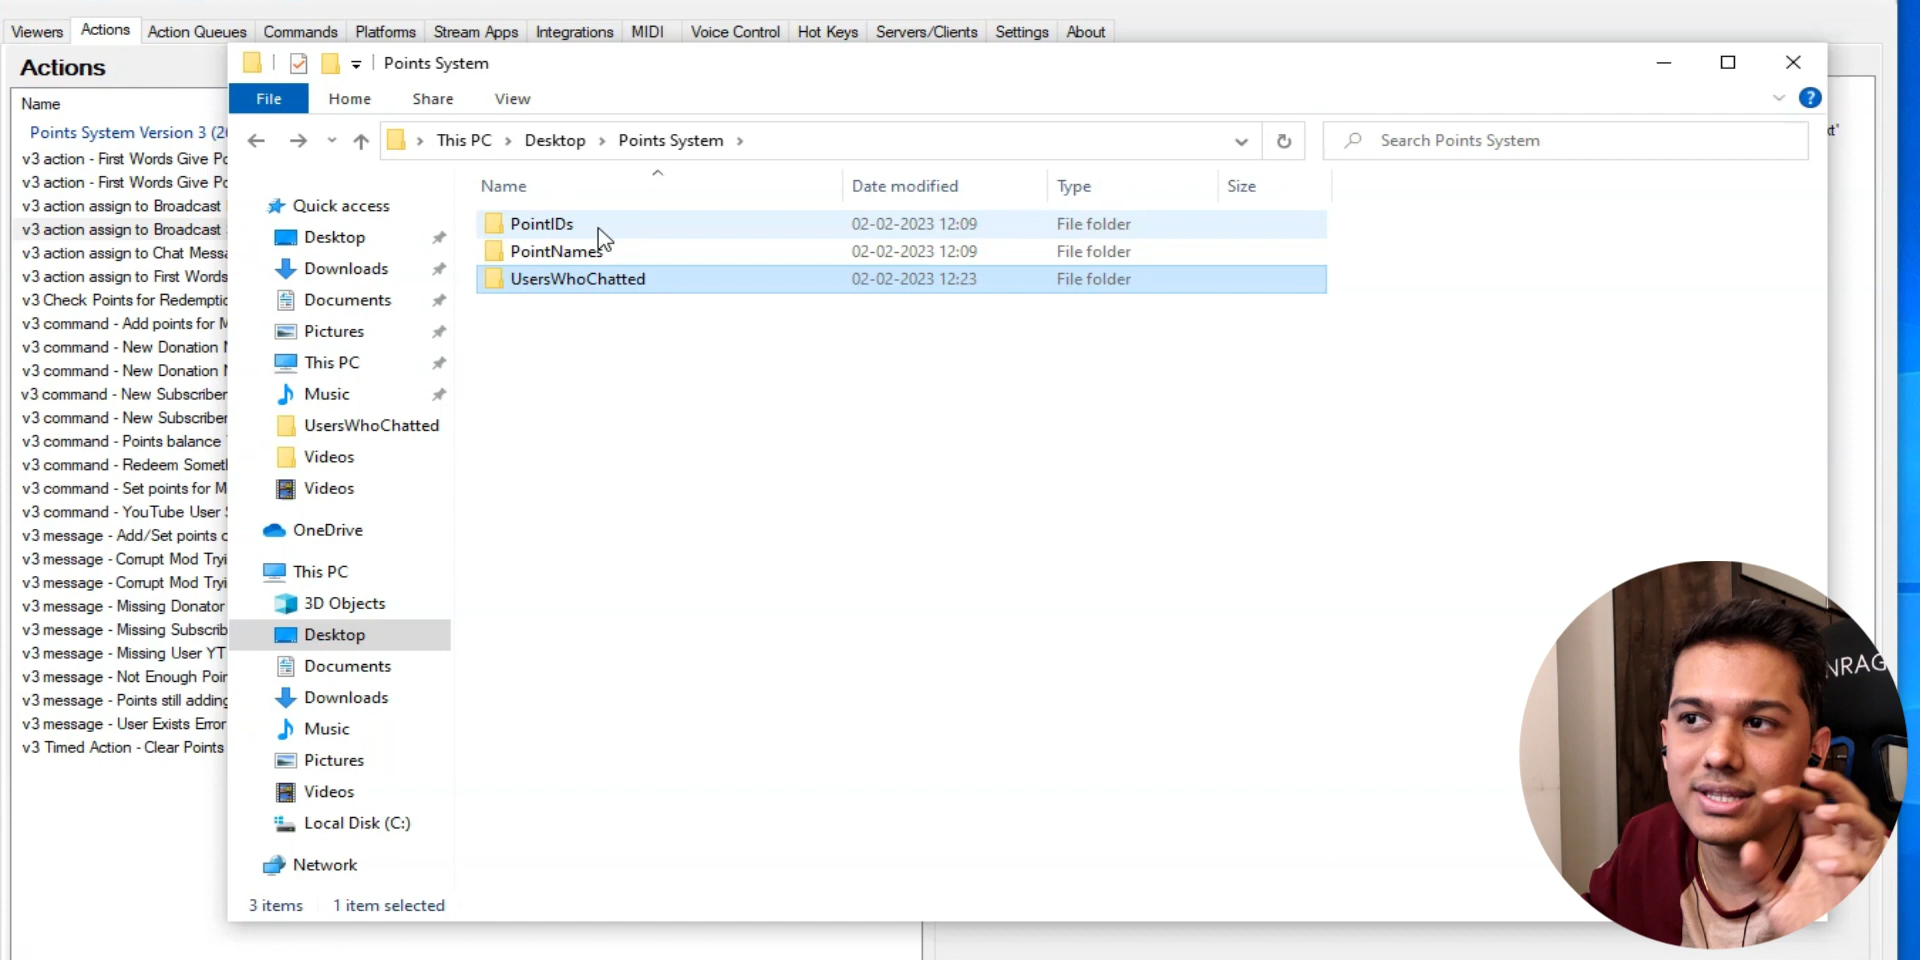 Viewers Actions Action Queues Commands Platforms Stream Apps Integrations MIDI Voice Control Hot Keys Servers/Clients Settings About
Actions
Name
Points System Version 3
v3 action - First Words Give
v3 action - First Words Give
v3 action assign to Broadcast
v3 action assign to Broadcast
v3 action assign to Chat
v3 action assign to First Words
v3 Check Points for
v3 command - Add points for
v3 command - New Donation
v3 command - New Donation
v3 command - New Subscriber
v3 command - New Subscriber
v3 command - Points balance
v3 command - Redeem
v3 command - Set points for
v3 command - YouTube User
v3 message - Add/Set points
v3 message - Corrupt Mod
v3 message - Corrupt Mod
v3 message - Missing Donator
v3 message - Missing
v3 message - Missing User YT
v3 message - Not Enough
v3 message - Points still adding
v3 message - User Exists Error
v3 Timed Action - Clear Points
Points System
File Home Share View
This PC Desktop Points System
Search Points System
Name Date modified Type Size
PointIDs 02-02-2023 12:09 File folder
PointNames 02-02-2023 12:09 File folder
UsersWhoChatted 02-02-2023 12:23 File folder
Quick access
Desktop
Downloads
Documents
Pictures
This PC
Music
UsersWhoChatted
Videos
Videos
OneDrive
This PC
3D Objects
Desktop
Documents
Downloads
Music
Pictures
Videos
Local Disk (C:)
Network
3 items 1 item selected